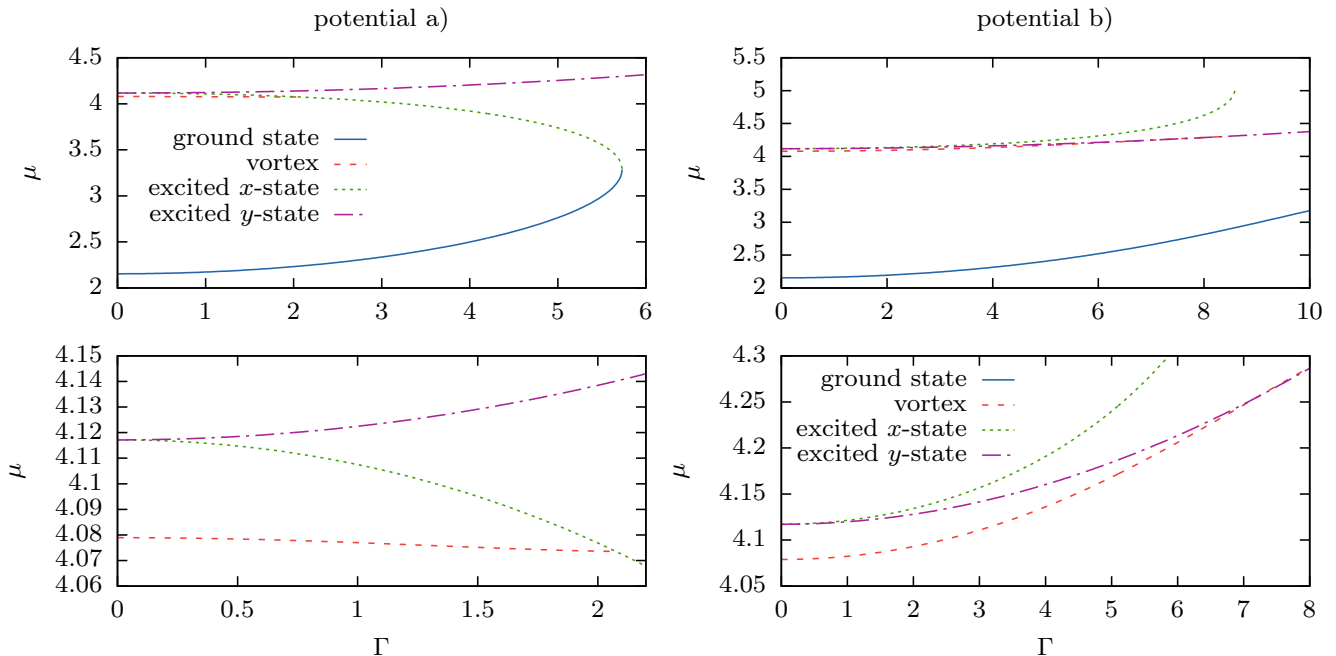 potential a)
potential b)
4.5
4
3.5
3
2.5
2
μ
ground state
vortex
excited x-state
excited y-state
0 1 2 3 4 5 6
5.5
5
4.5
4
3.5
3
2.5
2
μ
0 2 4 6 8 10
4.15
4.14
4.13
4.12
4.11
4.1
4.09
4.08
4.07
4.06
μ
0 0.5 1 1.5 2
Γ
4.3
4.25
4.2
4.15
4.1
4.05
μ
ground state
vortex
excited x-state
excited y-state
0 1 2 3 4 5 6 7 8
Γ